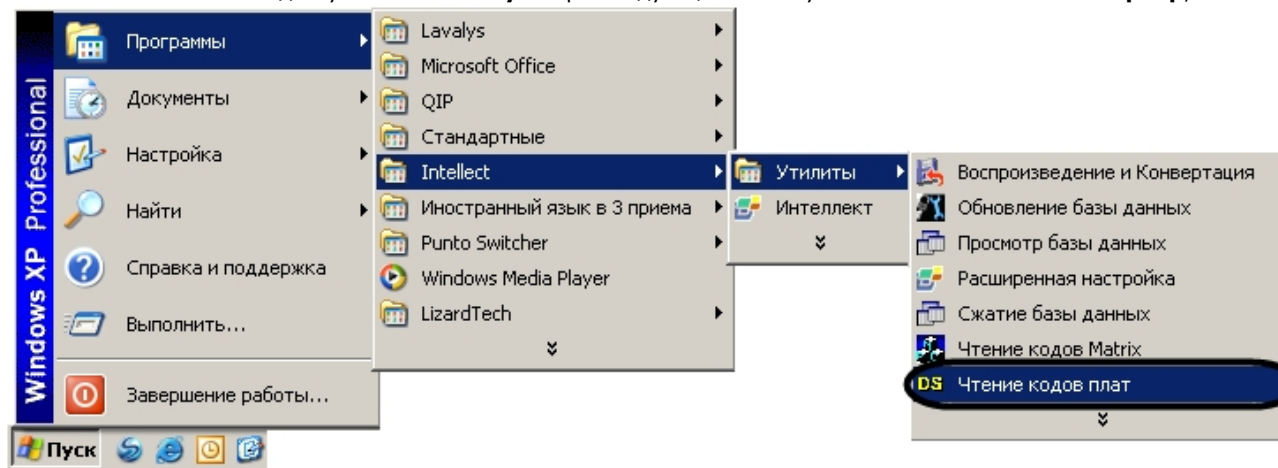 Windows XP Professional
Программы
Документы
Настройка
Найти
Справка и поддержка
Выполнить...
Завершение работы...
Пуск
Lavalys
Microsoft Office
QIP
Стандартные
Intellect
Иностранный язык в 3 приема
Punto Switcher
Windows Media Player
LizardTech
Утилиты
Интеллект
Воспроизведение и Конвертация
Обновление базы данных
Просмотр базы данных
Расширенная настройка
Сжатие базы данных
Чтение кодов Matrix
DS Чтение кодов плат